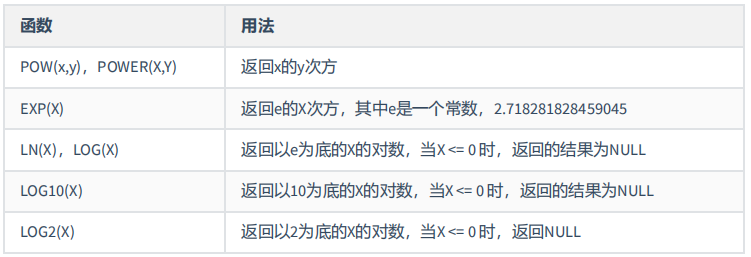 函数 用法
POW(x,y)，POWER(X,Y) 返回x的y次方
EXP(X) 返回e的X次方，其中e是一个常数，2.718281828459045
LN(X)，LOG(X) 返回以e为底的X的对数，当X <= 0 时，返回的结果为NULL
LOG10(X) 返回以10为底的X的对数，当X <= 0 时，返回的结果为NULL
LOG2(X) 返回以2为底的X的对数，当X <= 0 时，返回NULL